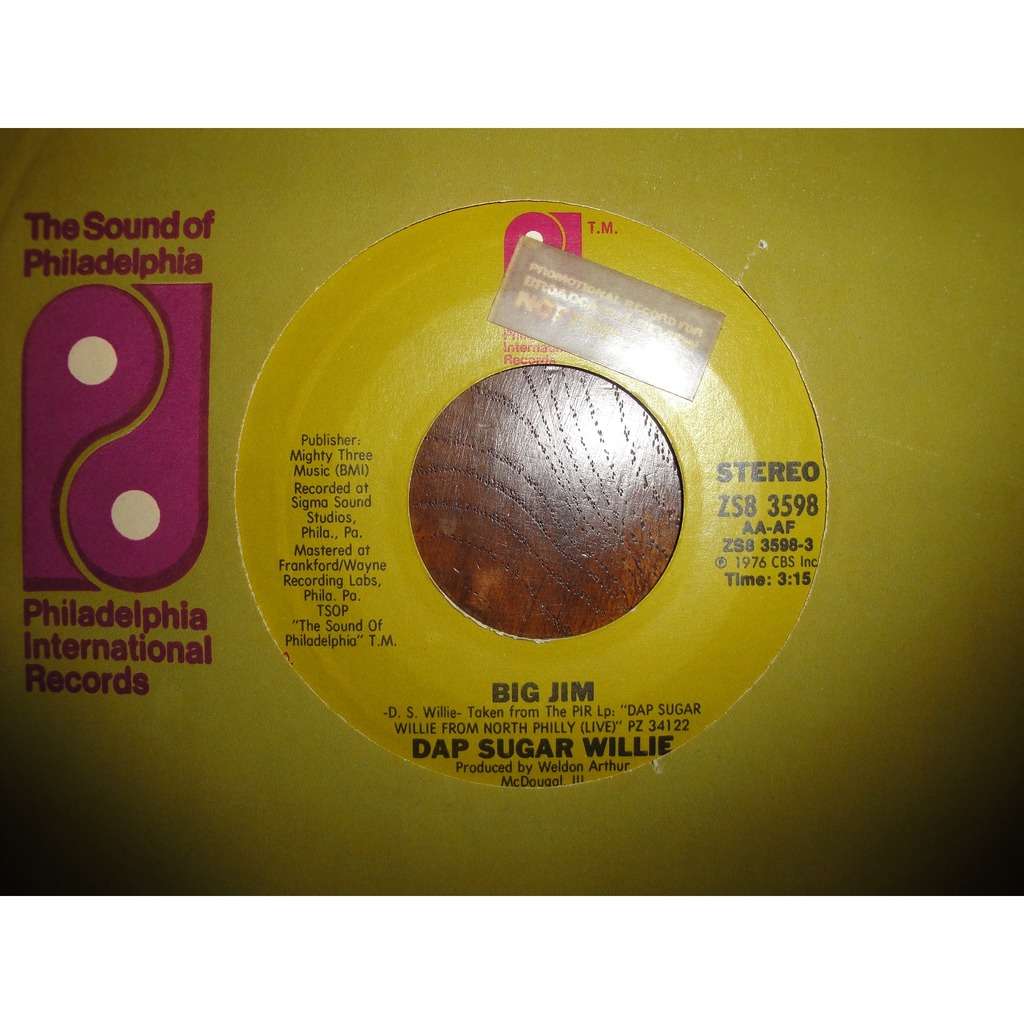 The Sound of
Philadelphia
Philadelphia
International
Records
T.M.
PROMOTIONAL RECORD FOR
NOT
International
Records
Publisher:
Mighty Three
Music (BMI)
Recorded at
Sigma Sound
Studios,
Phila., Pa.
Mastered at
Frankford/Wayne
Recording Labs,
Phila. Pa.
TSOP
"The Sound Of
Philadelphia" T.M.
STEREO
ZS8 3598
AA-AF
ZS8 3598-3
℗ 1976 CBS Inc
Time: 3:15
BIG JIM
-D. S. Willie- Taken from The PIR Lp: "DAP SUGAR
WILLIE FROM NORTH PHILLY (LIVE)" PZ 34122
DAP SUGAR WILLIE
Produced by Weldon Arthur
McDougal, III